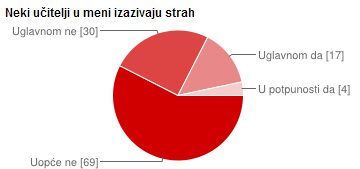 Neki učitelji u meni izazivaju strah
Uglavnom ne [30]
Uglavnom da [17]
U potpunosti da [4]
Uopće ne [69]